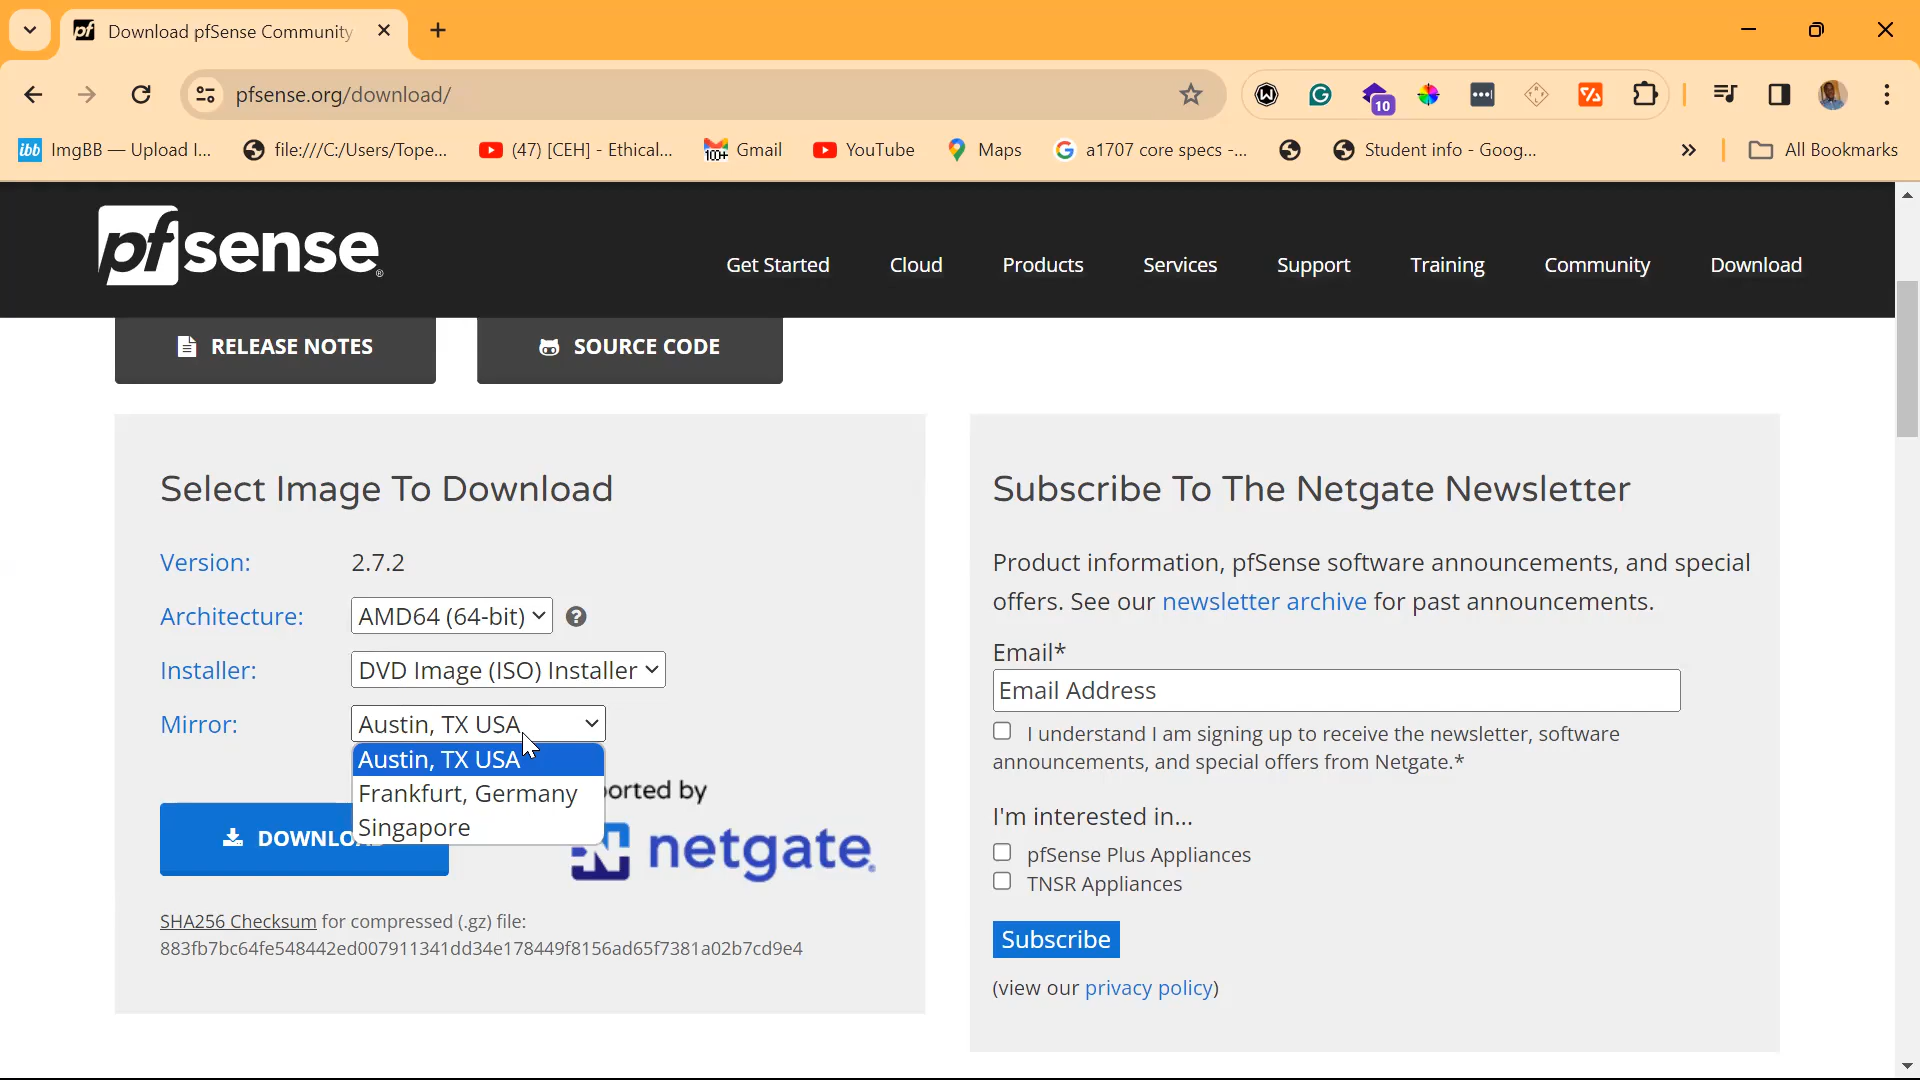 Download pfSense Community
pfsense.org/download/
10
ibb ImgBB — Upload I...
file:///C:/Users/Tope...
(47) [CEH] - Ethical...
100+ Gmail
YouTube
Maps
a1707 core specs -...
Student info - Goog...
» All Bookmarks
pfsense®
Get Started
Cloud
Products
Services
Support
Training
Community
Download
RELEASE NOTES
SOURCE CODE
Select Image To Download
Version: 2.7.2
Architecture: AMD64 (64-bit)
Installer: DVD Image (ISO) Installer
Mirror: Austin, TX USA
Austin, TX USA
Frankfurt, Germany
Singapore
ported by
netgate®
DOWNLO
SHA256 Checksum for compressed (.gz) file:
883fb7bc64fe548442ed007911341dd34e178449f8156ad65f7381a02b7cd9e4
Subscribe To The Netgate Newsletter
Product information, pfSense software announcements, and special
offers. See our newsletter archive for past announcements.
Email*
Email Address
I understand I am signing up to receive the newsletter, software
announcements, and special offers from Netgate.*
I'm interested in...
pfSense Plus Appliances
TNSR Appliances
Subscribe
(view our privacy policy)